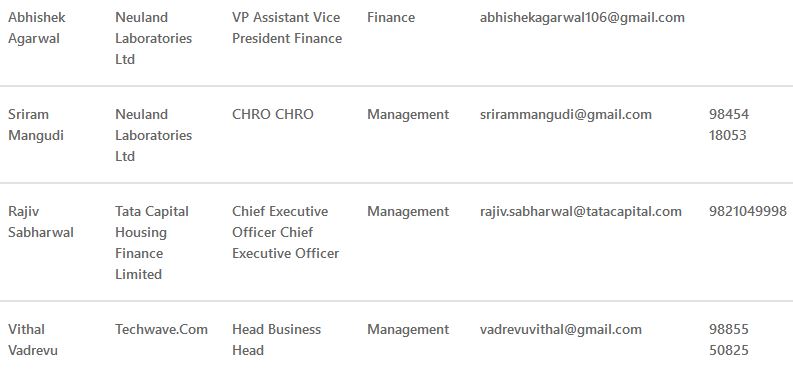 Abhishek Agarwal Neuland Laboratories Ltd VP Assistant Vice President Finance Finance abhishekagarwal106@gmail.com
Sriram Mangudi Neuland Laboratories Ltd CHRO CHRO Management srirammangudi@gmail.com 98454 18053
Rajiv Sabharwal Tata Capital Housing Finance Limited Chief Executive Officer Chief Executive Officer Management rajiv.sabharwal@tatacapital.com 9821049998
Vithal Vadrevu Techwave.Com Head Business Head Management vadrevuvithal@gmail.com 98855 50825